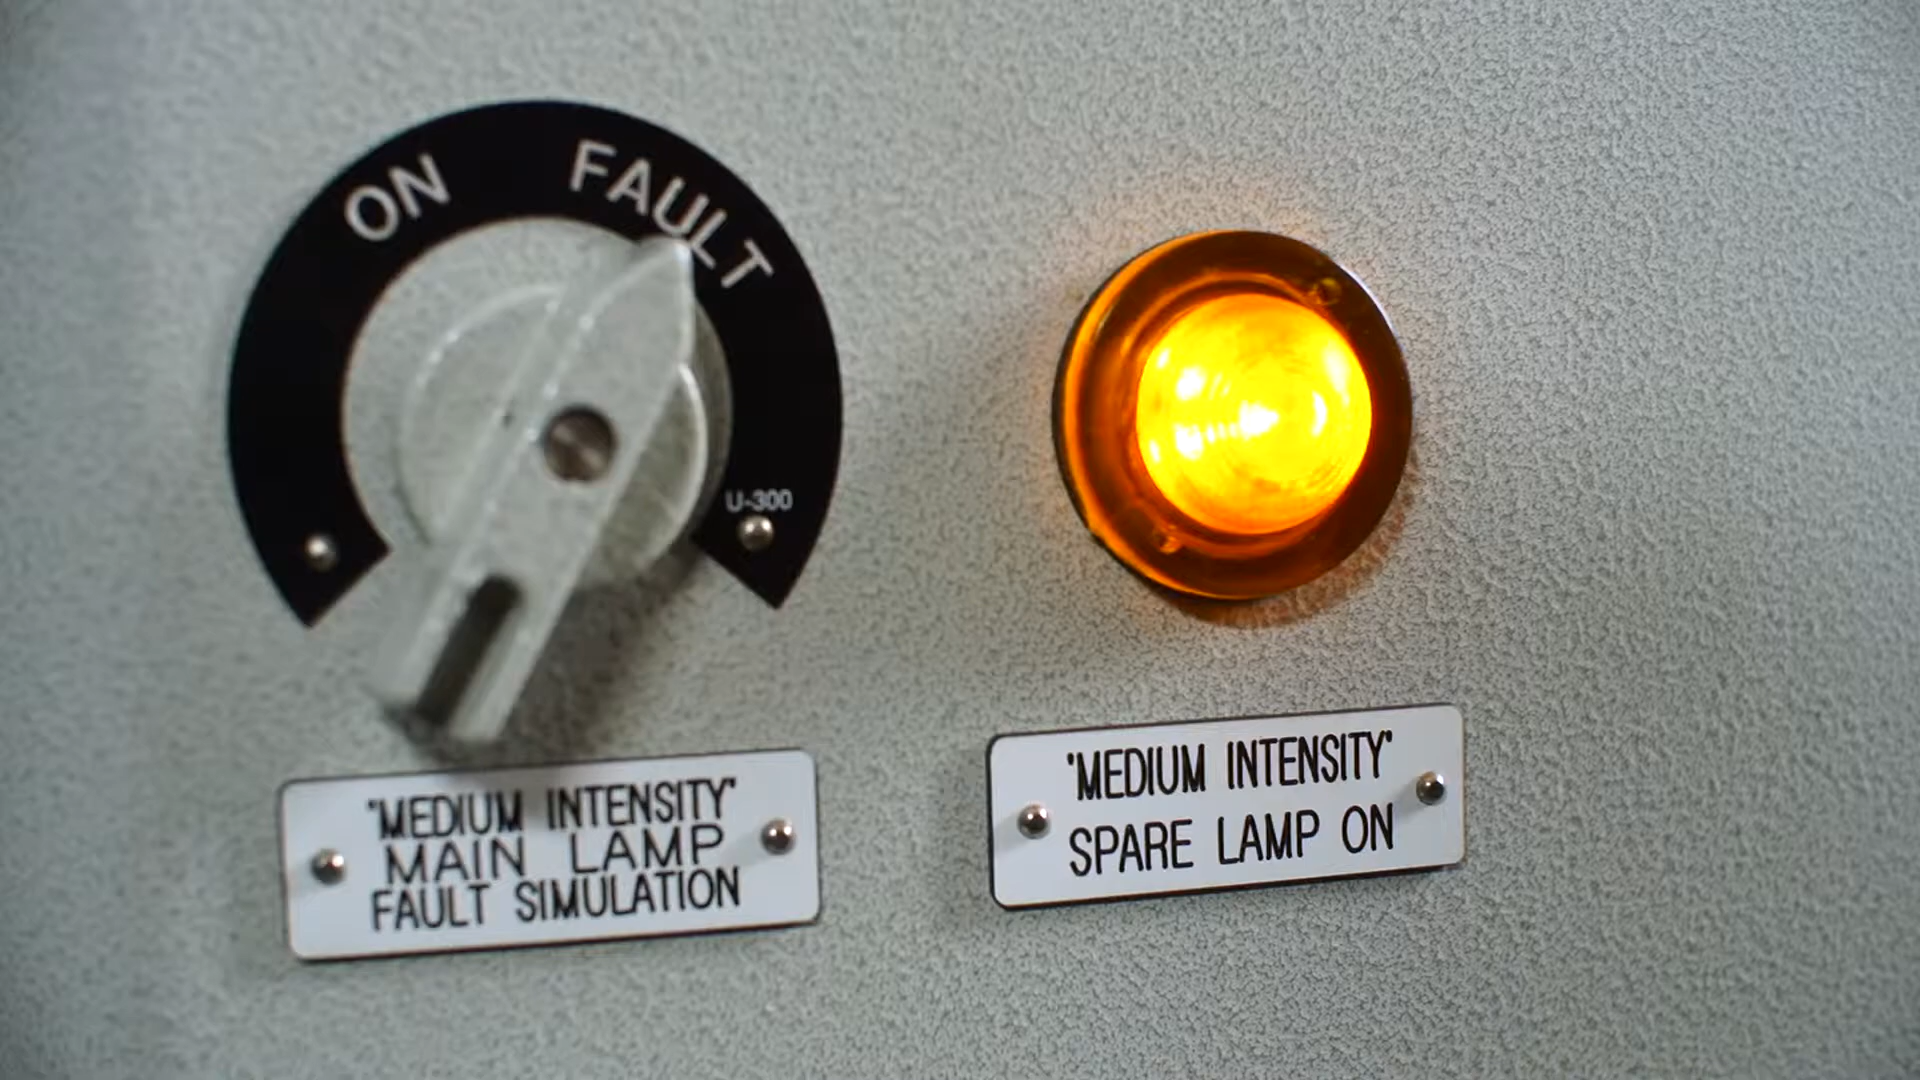 ON FAULT
U-300
"MEDIUM INTENSITY"
MAIN LAMP
FAULT SIMULATION
"MEDIUM INTENSITY"
SPARE LAMP ON